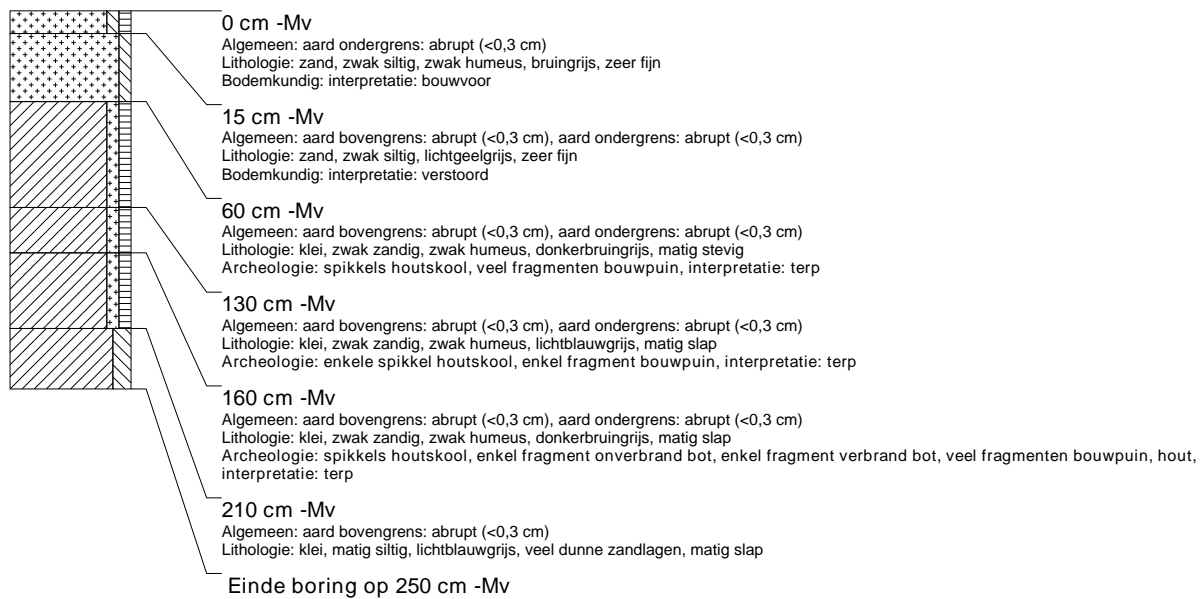 0 cm -Mv
Algemeen: aard ondergrens: abrupt (<0,3 cm)
Lithologie: zand, zwak siltig, zwak humeus, bruingrijs, zeer fijn
Bodemkundig: interpretatie: bouwvoor
15 cm -Mv
Algemeen: aard bovengrens: abrupt (<0,3 cm), aard ondergrens: abrupt (<0,3 cm)
Lithologie: zand, zwak siltig, lichtgeelgrijs, zeer fijn
Bodemkundig: interpretatie: verstoord
60 cm -Mv
Algemeen: aard bovengrens: abrupt (<0,3 cm), aard ondergrens: abrupt (<0,3 cm)
Lithologie: klei, zwak zandig, zwak humeus, donkerbruingrijs, matig stevig
Archeologie: spikkels houtskool, veel fragmenten bouwpuin, interpretatie: terp
130 cm -Mv
Algemeen: aard bovengrens: abrupt (<0,3 cm), aard ondergrens: abrupt (<0,3 cm)
Lithologie: klei, zwak zandig, zwak humeus, lichtblauwgrijs, matig slap
Archeologie: enkele spikkel houtskool, enkel fragment bouwpuin, interpretatie: terp
160 cm -Mv
Algemeen: aard bovengrens: abrupt (<0,3 cm), aard ondergrens: abrupt (<0,3 cm)
Lithologie: klei, zwak zandig, zwak humeus, donkerbruingrijs, matig slap
Archeologie: spikkels houtskool, enkel fragment onverbrand bot, enkel fragment verbrand bot, veel fragmenten bouwpuin, hout,
interpretatie: terp
210 cm -Mv
Algemeen: aard bovengrens: abrupt (<0,3 cm)
Lithologie: klei, matig siltig, lichtblauwgrijs, veel dunne zandlagen, matig slap
Einde boring op 250 cm -Mv